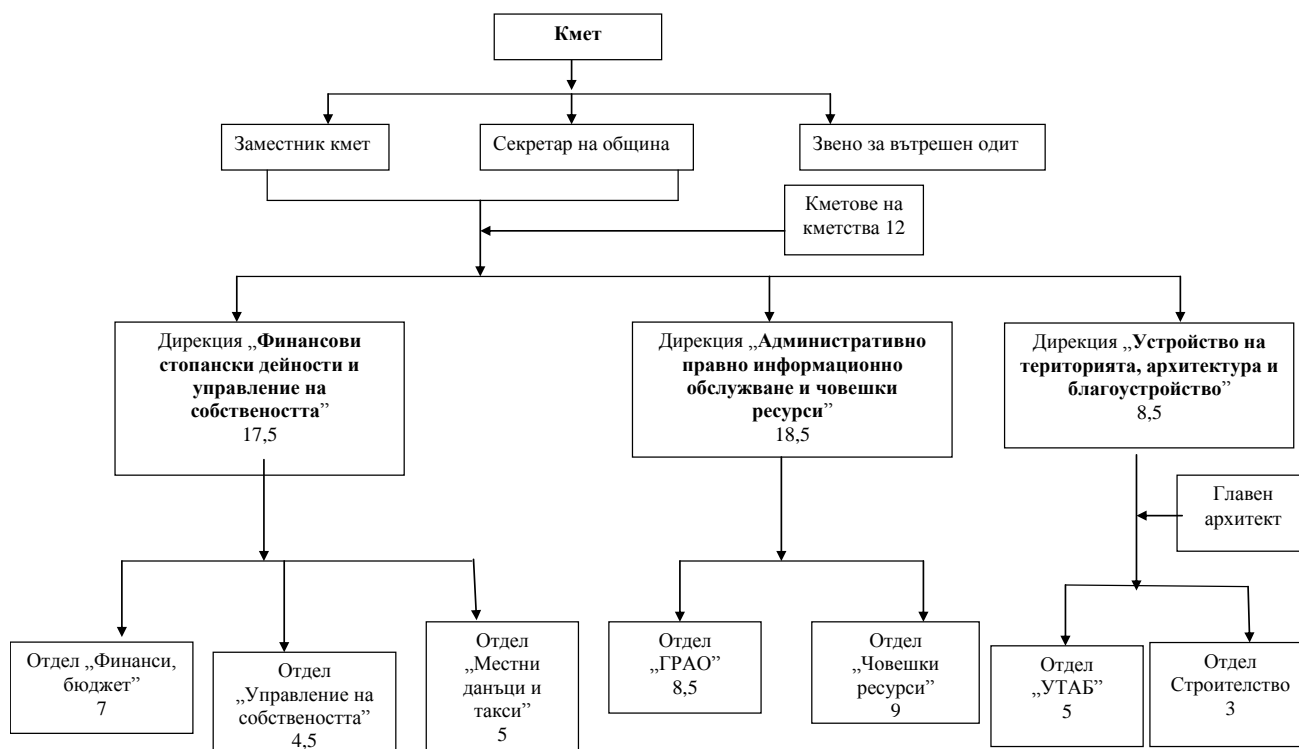 Кмет
Заместник кмет
Секретар на община
Звено за вътрешен одит
Кметове на
кметства 12
Дирекция „Финансови
стопански дейности и
управление на
собствеността”
17,5
Дирекция „Административно
правно информационно
обслужване и човешки
ресурси”
18,5
Дирекция „Устройство на
територията, архитектура и
благоустройство”
8,5
Главен
архитект
Отдел „Финанси,
бюджет”
7
Отдел
„Управление на
собствеността”
4,5
Отдел
„Местни
данъци и
такси”
5
Отдел
„ГРАО”
8,5
Отдел
„Човешки
ресурси”
9
Отдел
„УТАБ”
5
Отдел
Строителство
3